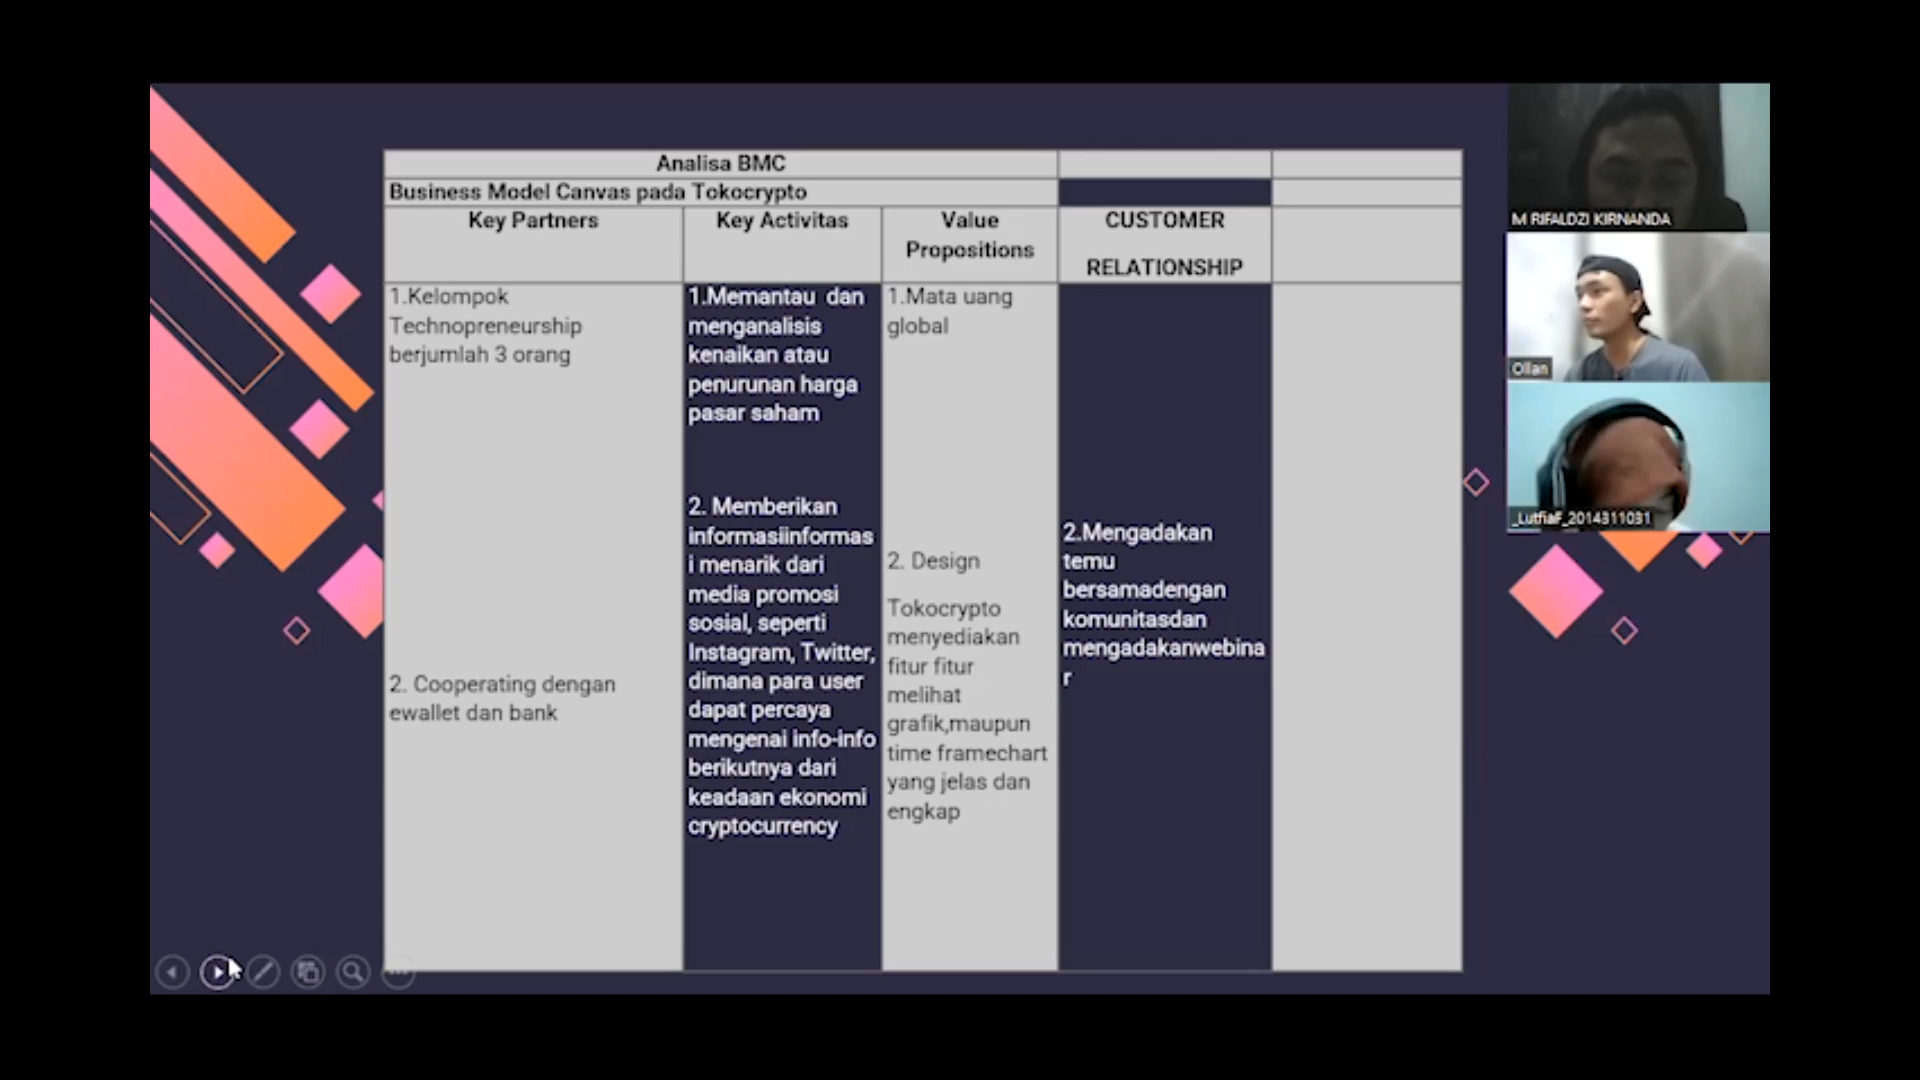 Analisa BMC
Business Model Canvas pada Tokocrypto
Key Partners
Key Activitas
Value
Propositions
CUSTOMER
RELATIONSHIP
1.Kelompok
Technopreneurship
berjumlah 3 orang
2. Cooperating dengan
ewallet dan bank
1.Memantau dan
menganalisis
kenaikan atau
penurunan harga
pasar saham
2. Memberikan
informasiinformas
i menarik dari
media promosi
sosial, seperti
Instagram, Twitter,
dimana para user
dapat percaya
mengenai info-info
berikutnya dari
keadaan ekonomi
cryptocurrency
1.Mata uang
global
2. Design
Tokocrypto
menyediakan
fitur fitur
melihat
grafik,maupun
time framechart
yang jelas dan
engkap
2.Mengadakan
temu
bersamadengan
komunitasdan
mengadakanwebina
r
M RIFALDZI KIRNANDA
Ollan
_LutfiaF_2014311031